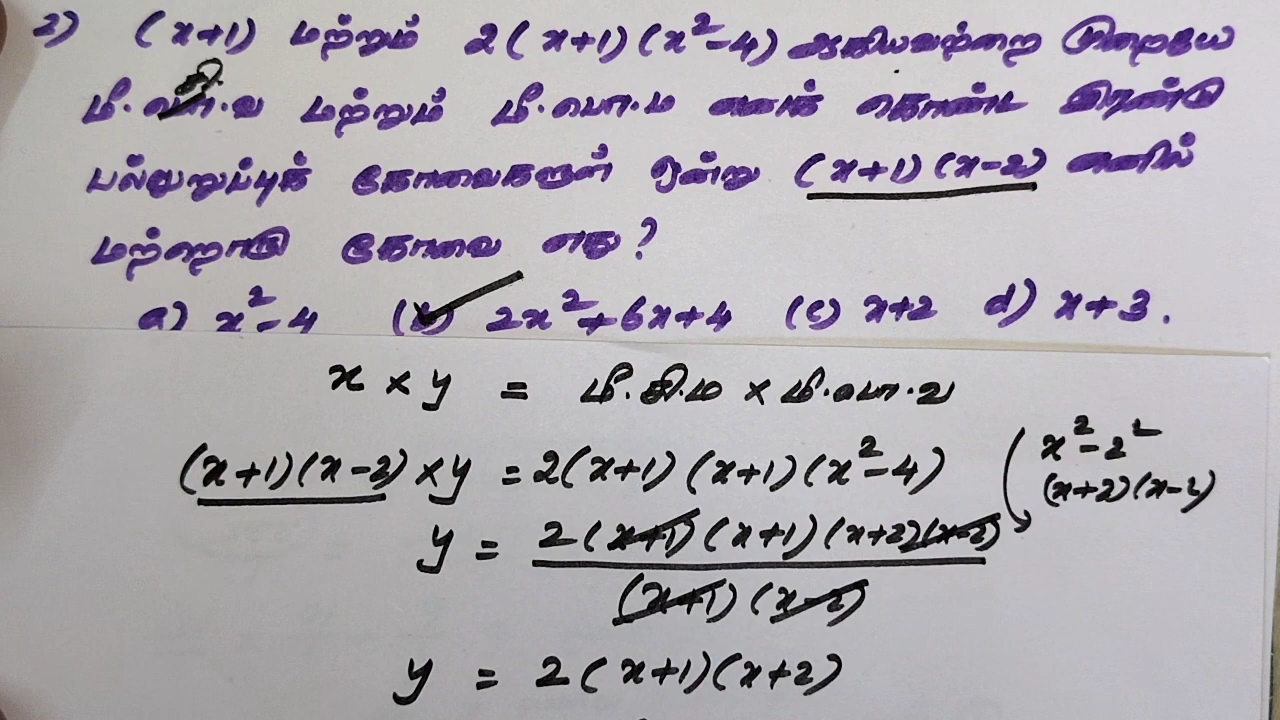 2) (x+1) மற்றும் 2(x+1)(x²-4) ஆகியவற்றை முறையே
மீ.பொ.வ மற்றும் மீ.பொ.ம எனக் கொண்ட இரண்டு
பல்லுறுப்புக் கோவைகளுள் ஒன்று (x+1)(x-2) எனில்
மற்றொரு கோவை எது?
a) x²-4 (b) 2x²+6x+4 (c) x+2 d) x+3.
x × y = மீ.சி.ம × மீ.பொ.வ
(x+1)(x-2) × y = 2(x+1)(x+1)(x²-4)
x²-2²
(x+2)(x-2)
y = 2(x+1)(x+1)(x+2)(x-2)
(x+1)(x-2)
y = 2(x+1)(x+2)